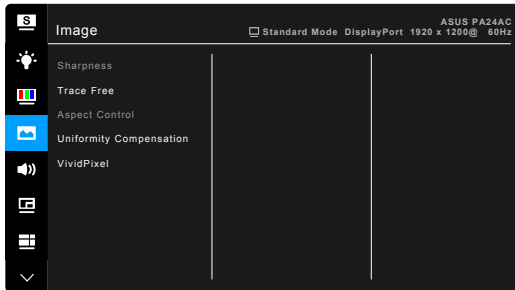 S
Image
ASUS PA24AC
Standard Mode DisplayPort 1920 x 1200@ 60Hz
Sharpness
Trace Free
Aspect Control
Uniformity Compensation
VividPixel